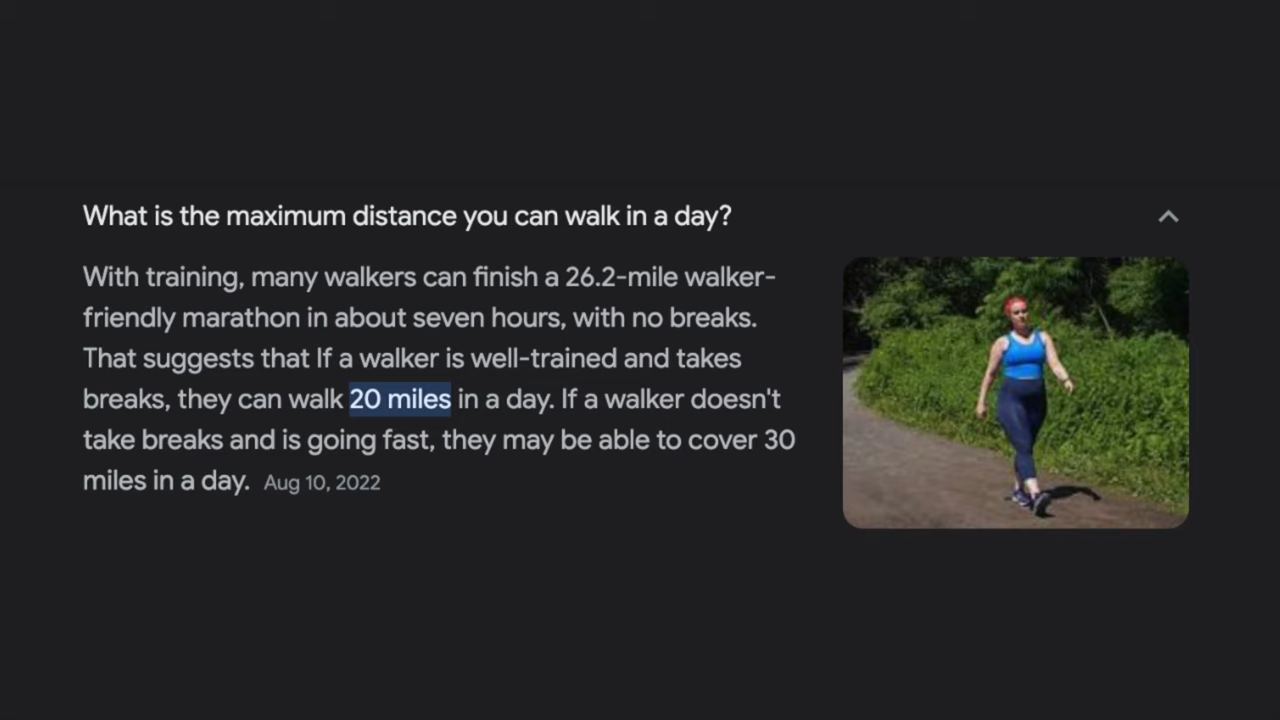 What is the maximum distance you can walk in a day?
With training, many walkers can finish a 26.2-mile walker-
friendly marathon in about seven hours, with no breaks.
That suggests that If a walker is well-trained and takes
breaks, they can walk 20 miles in a day. If a walker doesn't
take breaks and is going fast, they may be able to cover 30
miles in a day. Aug 10, 2022